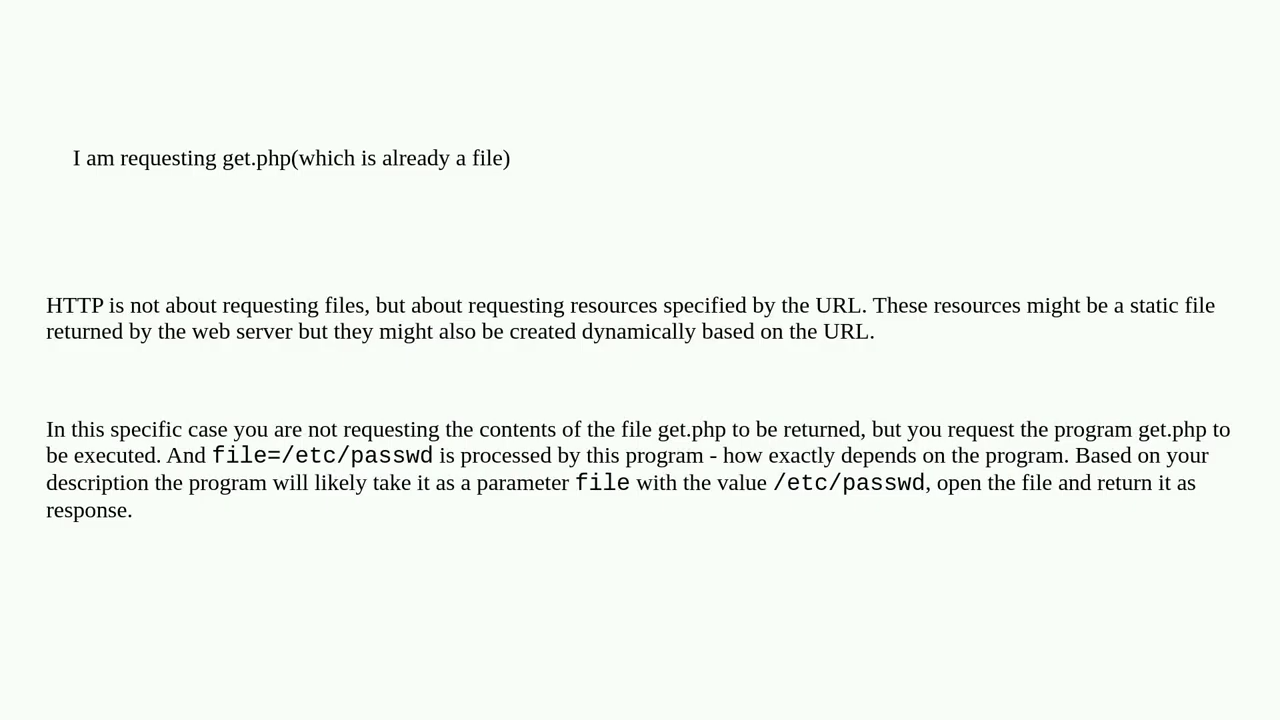 I am requesting get.php(which is already a file)
HTTP is not about requesting files, but about requesting resources specified by the URL. These resources might be a static file
returned by the web server but they might also be created dynamically based on the URL.
In this specific case you are not requesting the contents of the file get.php to be returned, but you request the program get.php to
be executed. And file=/etc/passwd is processed by this program - how exactly depends on the program. Based on your
description the program will likely take it as a parameter file with the value /etc/passwd, open the file and return it as
response.